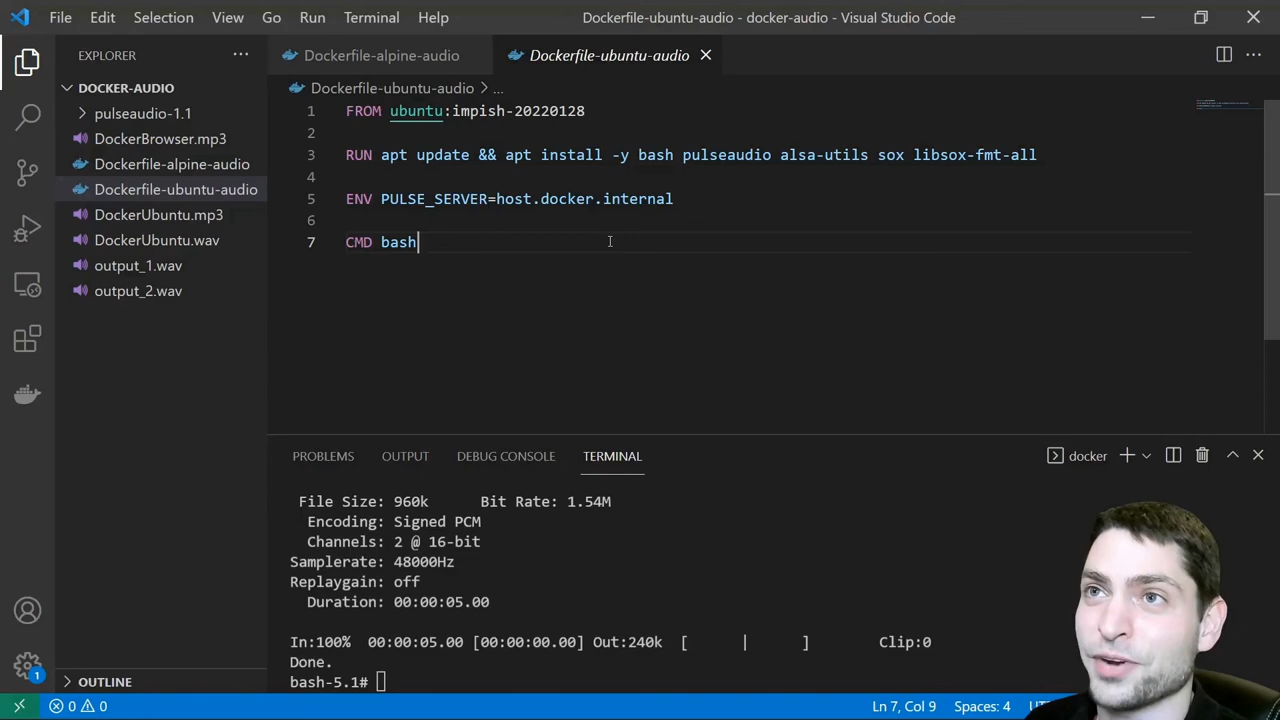 File Edit Selection View Go Run Terminal Help Dockerfile-ubuntu-audio - docker-audio - Visual Studio Code
EXPLORER
DOCKER-AUDIO
pulseaudio-1.1
DockerBrowser.mp3
Dockerfile-alpine-audio
Dockerfile-ubuntu-audio
DockerUbuntu.mp3
DockerUbuntu.wav
output_1.wav
output_2.wav
OUTLINE
Dockerfile-alpine-audio Dockerfile-ubuntu-audio
Dockerfile-ubuntu-audio > ...
1 FROM ubuntu:impish-20220128
2
3 RUN apt update && apt install -y bash pulseaudio alsa-utils sox libsox-fmt-all
4
5 ENV PULSE_SERVER=host.docker.internal
6
7 CMD bash
PROBLEMS OUTPUT DEBUG CONSOLE TERMINAL docker
File Size: 960k Bit Rate: 1.54M
Encoding: Signed PCM
Channels: 2 @ 16-bit
Samplerate: 48000Hz
Replaygain: off
Duration: 00:00:05.00
In:100% 00:00:05.00 [00:00:00.00] Out:240k [ | ] Clip:0
Done.
bash-5.1#
1
0 0 Ln 7, Col 9 Spaces: 4